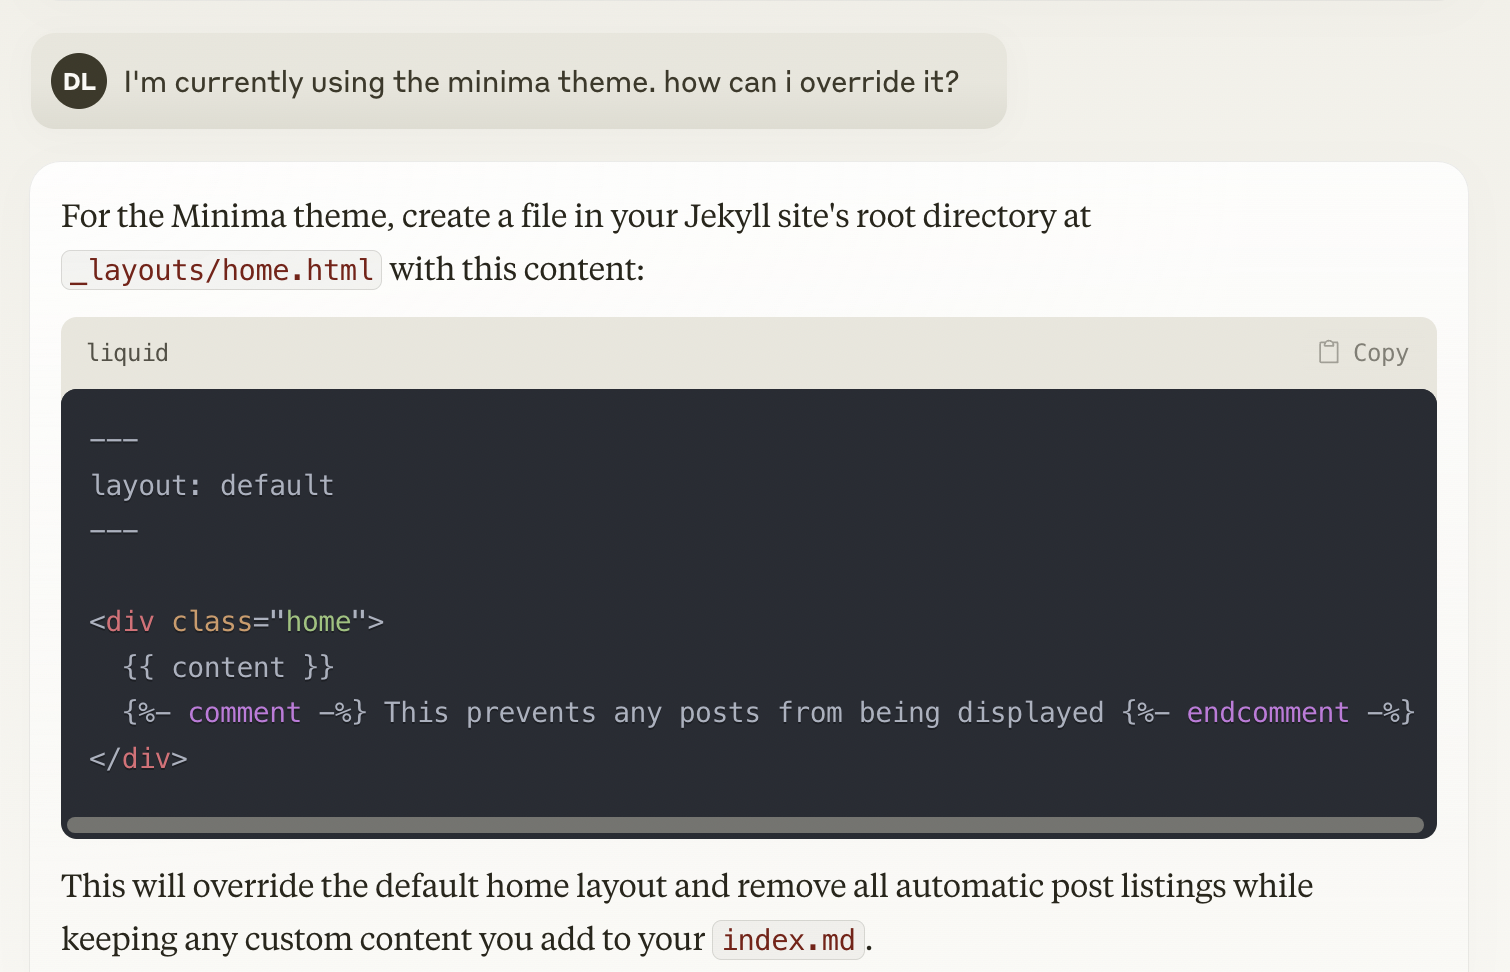 DL I'm currently using the minima theme. how can i override it?
For the Minima theme, create a file in your Jekyll site's root directory at
_layouts/home.html with this content:
liquid Copy
---
layout: default
---
<div class="home">
  {{ content }}
  {%- comment -%} This prevents any posts from being displayed {%- endcomment -%}
</div>
This will override the default home layout and remove all automatic post listings while
keeping any custom content you add to your index.md.